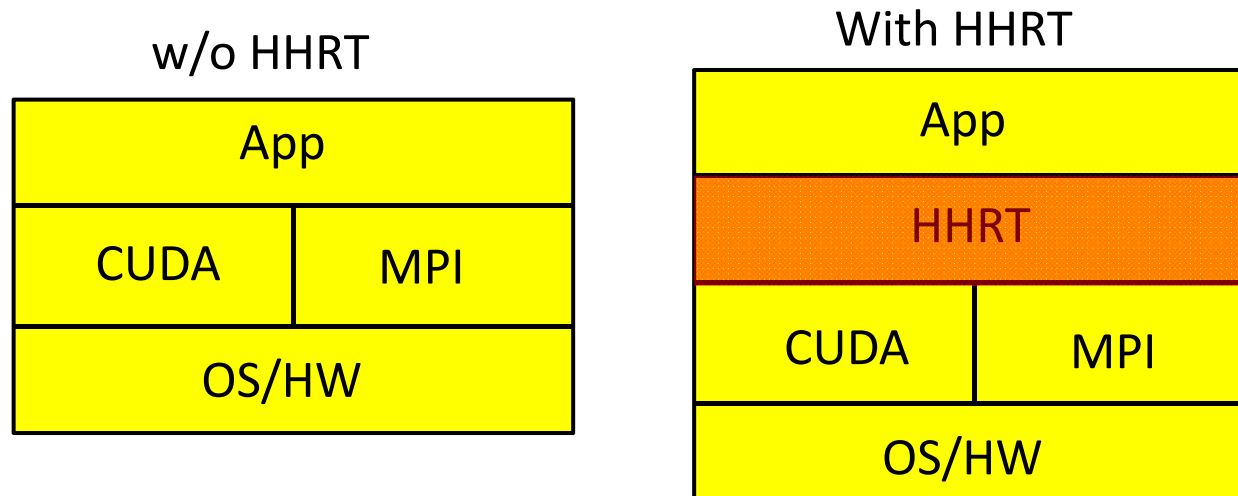 w/o HHRT
App
CUDA MPI
OS/HW
With HHRT
App
HHRT
CUDA MPI
OS/HW